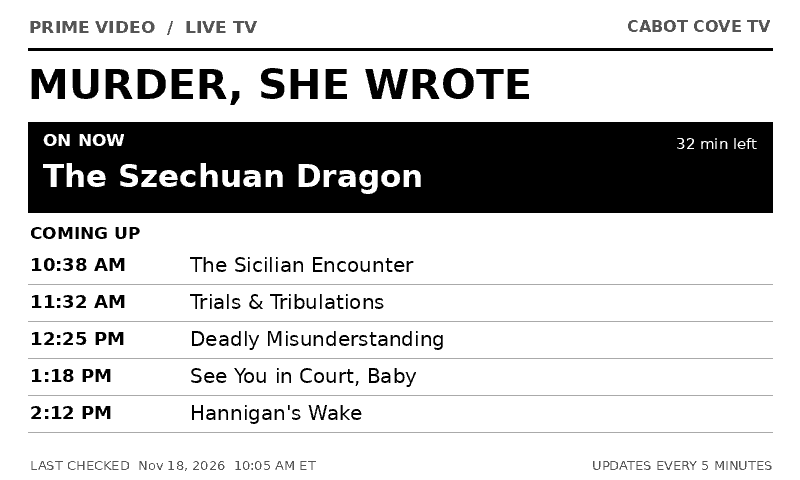 PRIME VIDEO / LIVE TV
CABOT COVE TV
MURDER, SHE WROTE
ON NOW
32 min left
The Szechuan Dragon
COMING UP
10:38 AM The Sicilian Encounter
11:32 AM Trials & Tribulations
12:25 PM Deadly Misunderstanding
1:18 PM See You in Court, Baby
2:12 PM Hannigan's Wake
LAST CHECKED Nov 18, 2026 10:05 AM ET
UPDATES EVERY 5 MINUTES